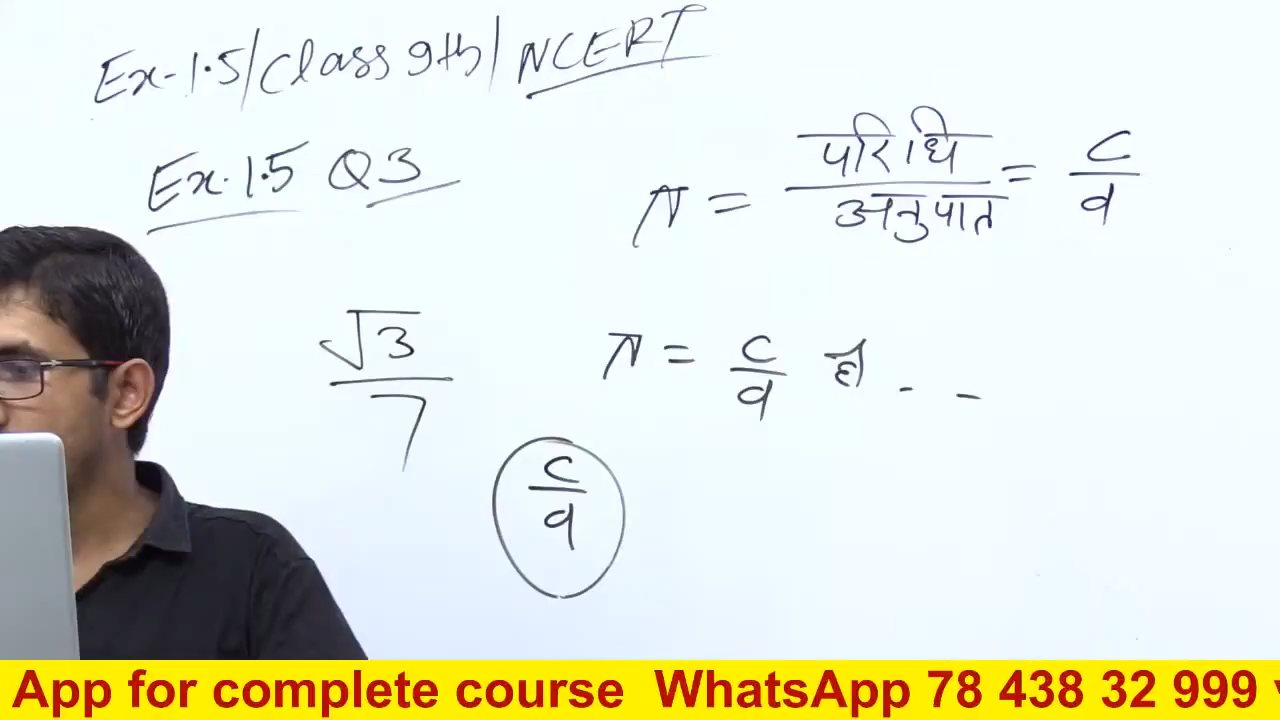 Ex-1.5/Class 9th/NCERT
Ex.1.5 Q3
π = परिधि/अनुपात = c/d
√3/7
π = c/d
c/d
App for complete course WhatsApp 78 438 32 999